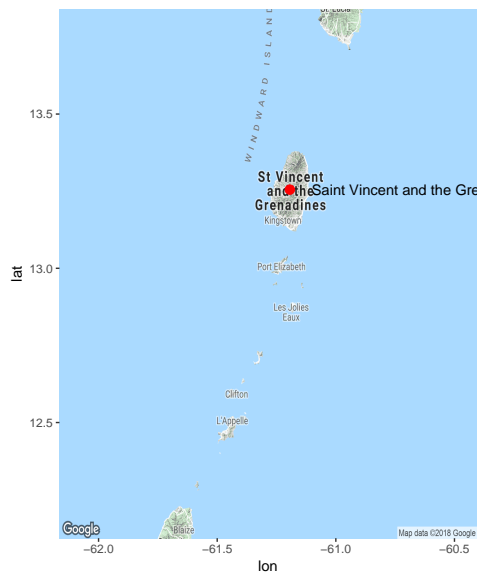 St. Lucia
WINDWARD ISLAN
13.5
St Vincent
and the
Grenadines
Saint Vincent and the Gre
Kingstown
13.0
Port Elizabeth
Les Jolies
Eaux
Clifton
12.5
L'Appelle
Blaize
Google
Map data ©2018 Google
−62.0
−61.5
−61.0
−60.5
lon
lat